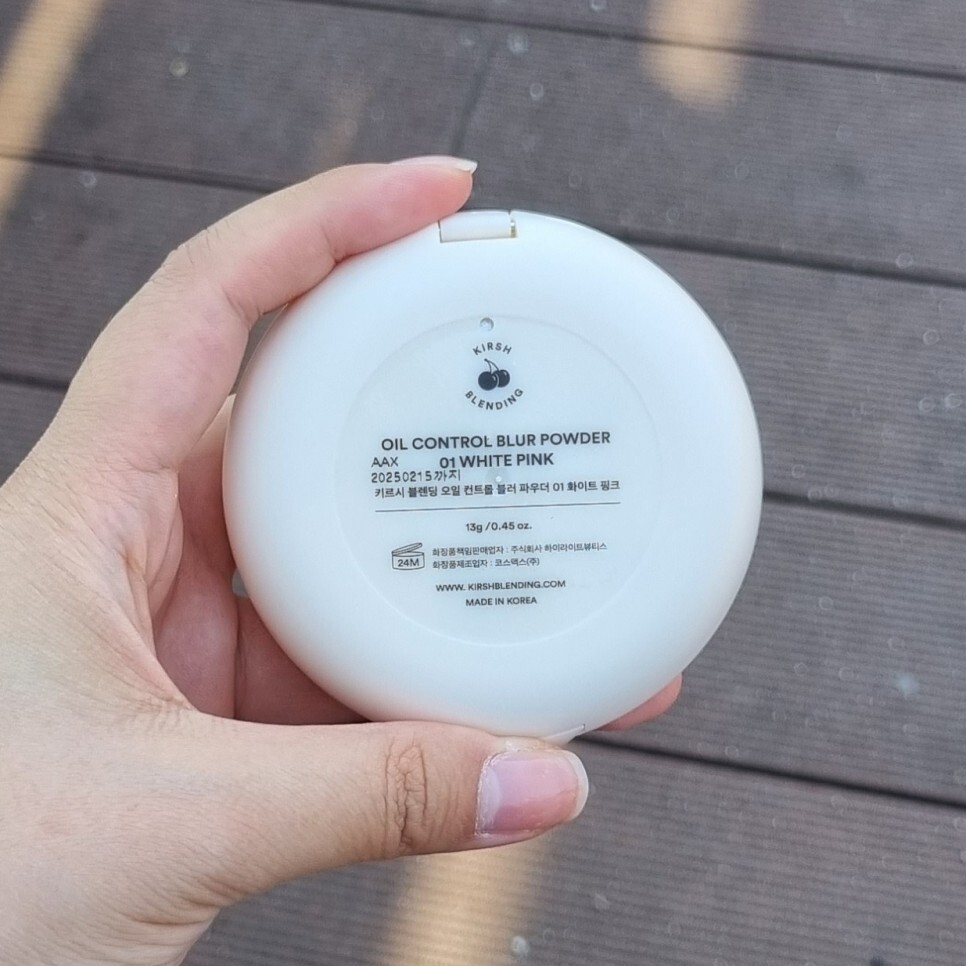 KIRSH
BLENDING
OIL CONTROL BLUR POWDER
01 WHITE PINK
AAX
20250215까지
키르시 블렌딩 오일 컨트롤 블러 파우더 01 화이트 핑크
13g / 0.45 oz.
24M
화장품책임판매업자 : 주식회사 하이라이트뷰티스
화장품제조업자 : 코스맥스(주)
WWW. KIRSHBLENDING.COM
MADE IN KOREA